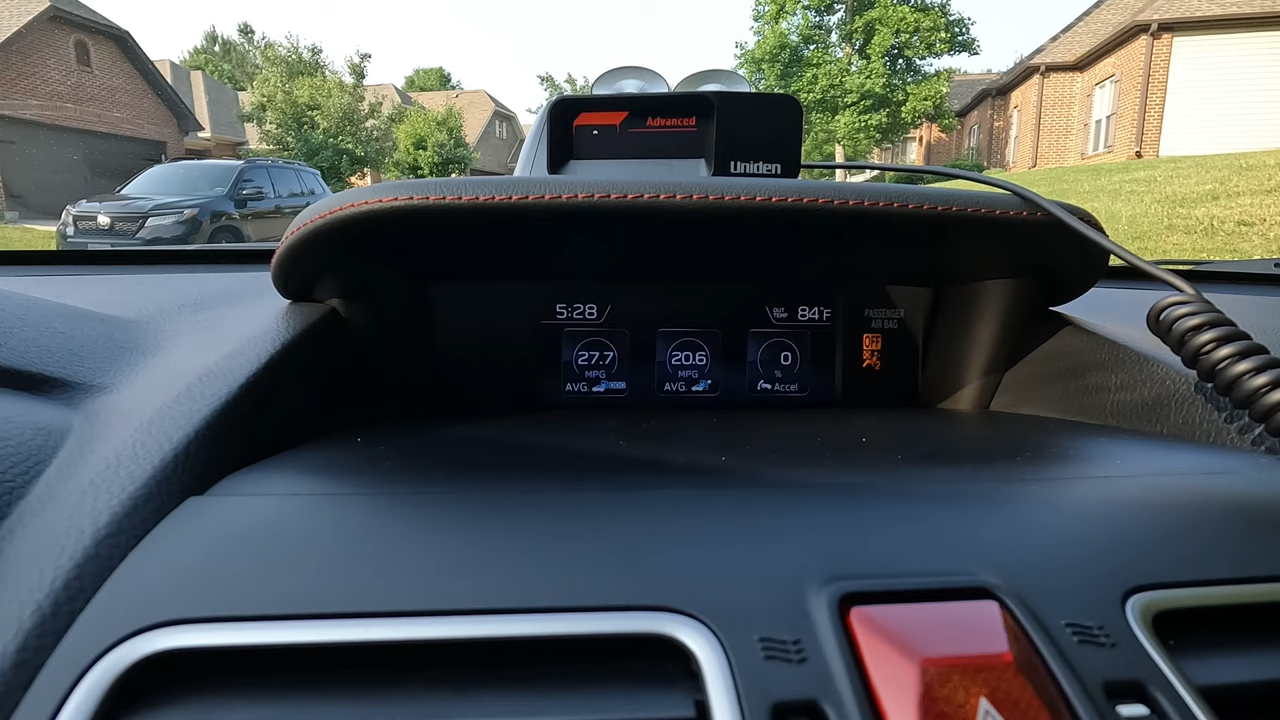 Advanced
Uniden
5:28
OUT TEMP 84°F
PASSENGER
AIR BAG
OFF
2
27.7
MPG
AVG.
20.6
MPG
AVG.
0
%
Accel